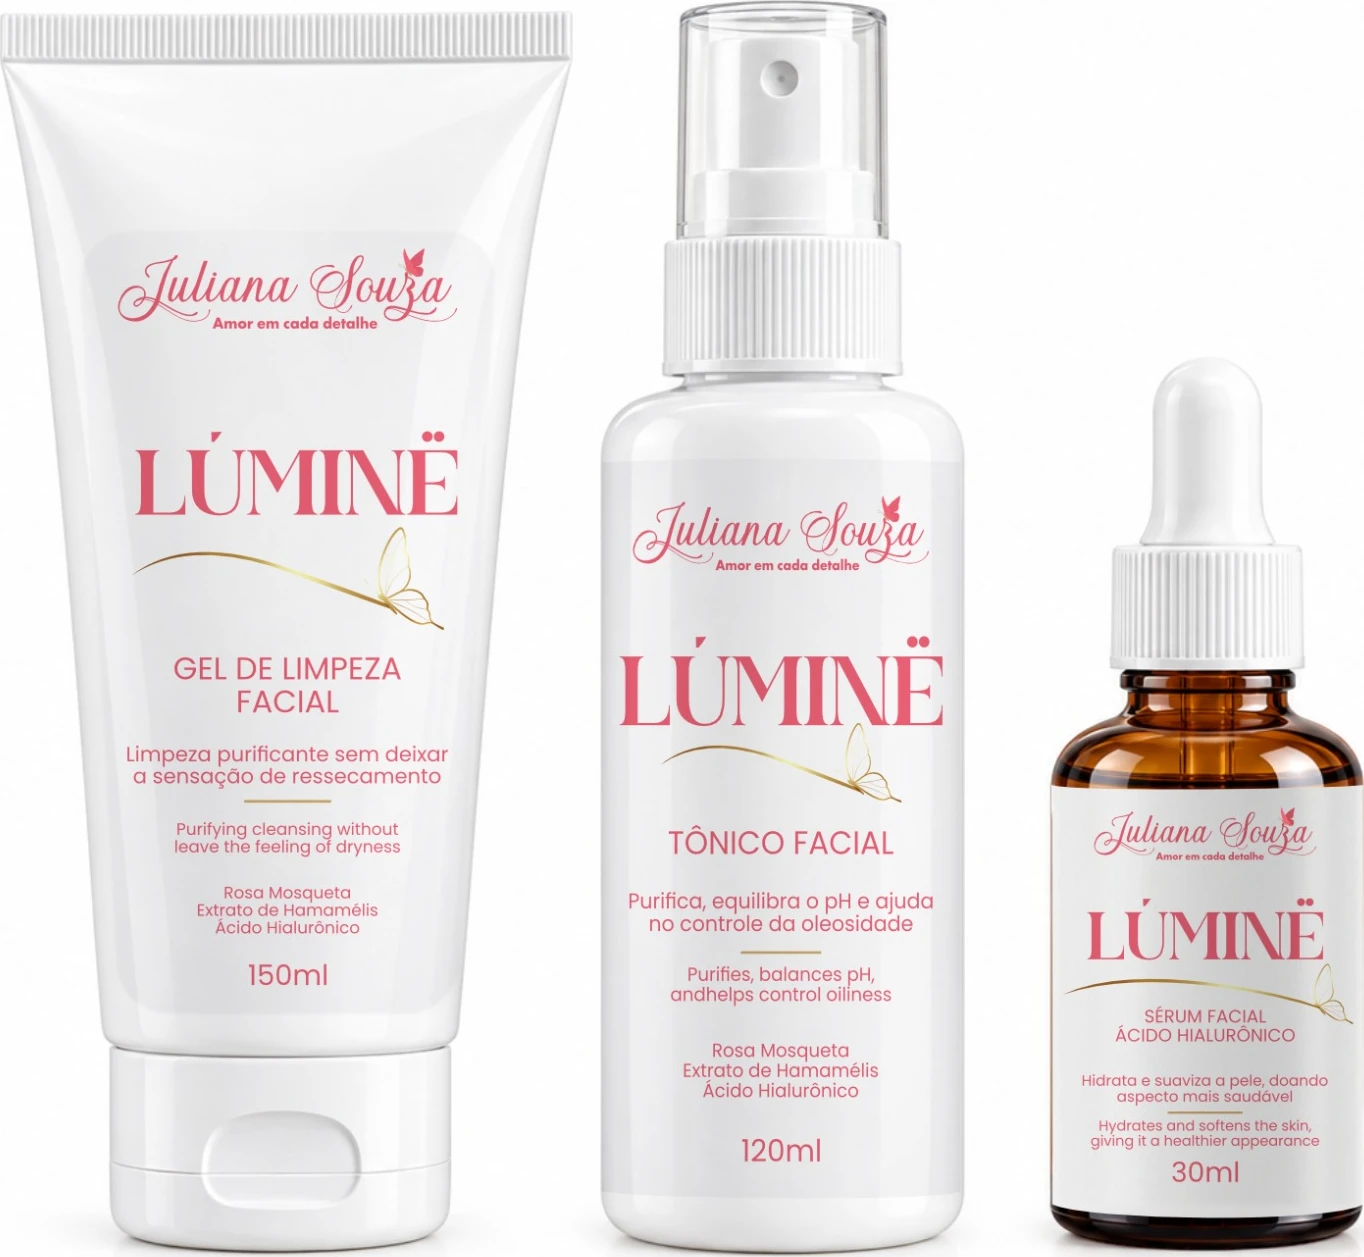 Juliana Souza
Amor em cada detalhe
LÚMINË
GEL DE LIMPEZA
FACIAL
Limpeza purificante sem deixar
a sensação de ressecamento
Purifying cleansing without
leave the feeling of dryness
Rosa Mosqueta
Extrato de Hamamélis
Ácido Hialurônico
150ml
Juliana Souza
Amor em cada detalhe
LÚMINË
TÔNICO FACIAL
Purifica, equilibra o pH e ajuda
no controle da oleosidade
Purifies, balances pH,
andhelps control oiliness
Rosa Mosqueta
Extrato de Hamamélis
Ácido Hialurônico
120ml
Juliana Souza
Amor em cada detalhe
LÚMINË
SÉRUM FACIAL
ÁCIDO HIALURÔNICO
Hidrata e suaviza a pele, doando
aspecto mais saudável
Hydrates and softens the skin,
giving it a healthier appearance
30ml